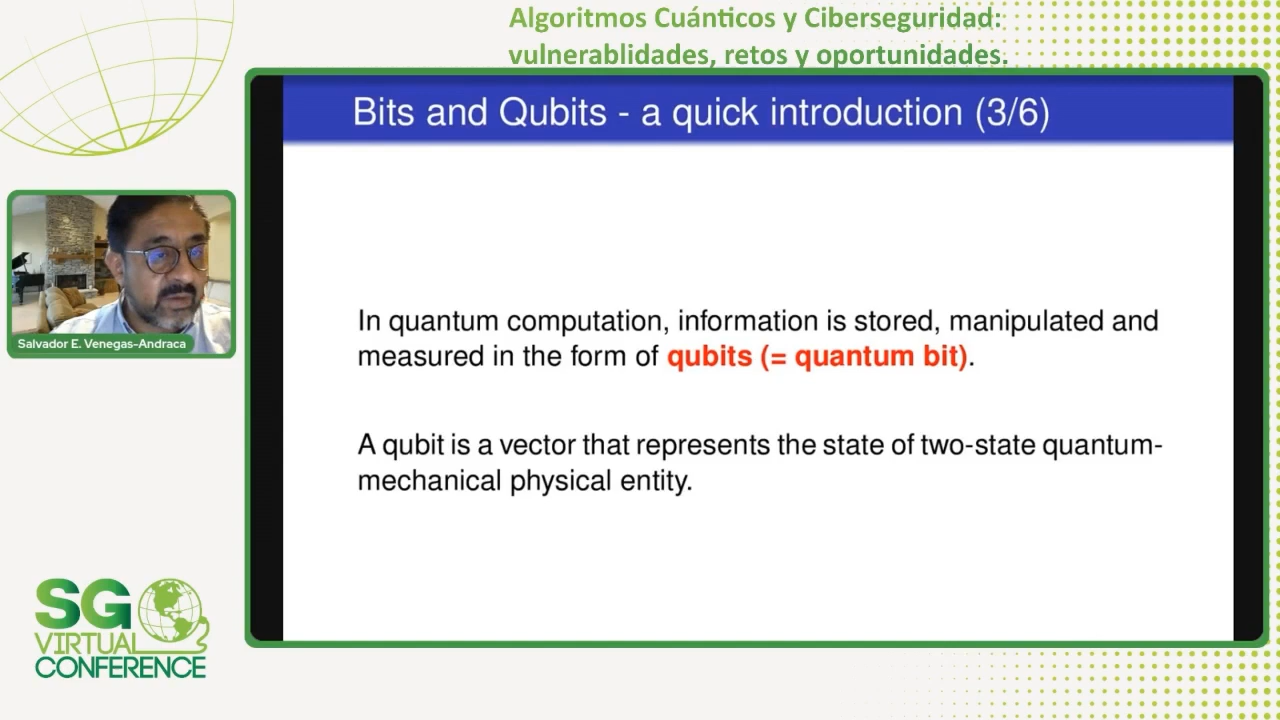 Algoritmos Cuánticos y Ciberseguridad:
vulnerablidades, retos y oportunidades.
Bits and Qubits - a quick introduction (3/6)
In quantum computation, information is stored, manipulated and
measured in the form of qubits (= quantum bit).
A qubit is a vector that represents the state of two-state quantum-
mechanical physical entity.
Salvador E. Venegas-Andraca
SG
VIRTUAL
CONFERENCE